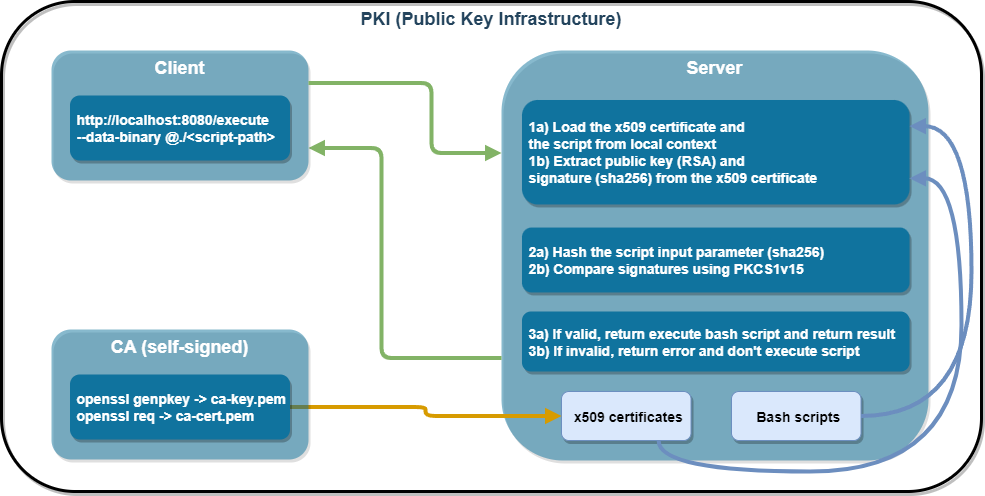 PKI (Public Key Infrastructure)
Client
http://localhost:8080/execute
--data-binary @./<script-path>
Server
1a) Load the x509 certificate and
the script from local context
1b) Extract public key (RSA) and
signature (sha256) from the x509 certificate
2a) Hash the script input parameter (sha256)
2b) Compare signatures using PKCS1v15
3a) If valid, return execute bash script and return result
3b) If invalid, return error and don't execute script
CA (self-signed)
openssl genpkey -> ca-key.pem
openssl req -> ca-cert.pem
x509 certificates
Bash scripts